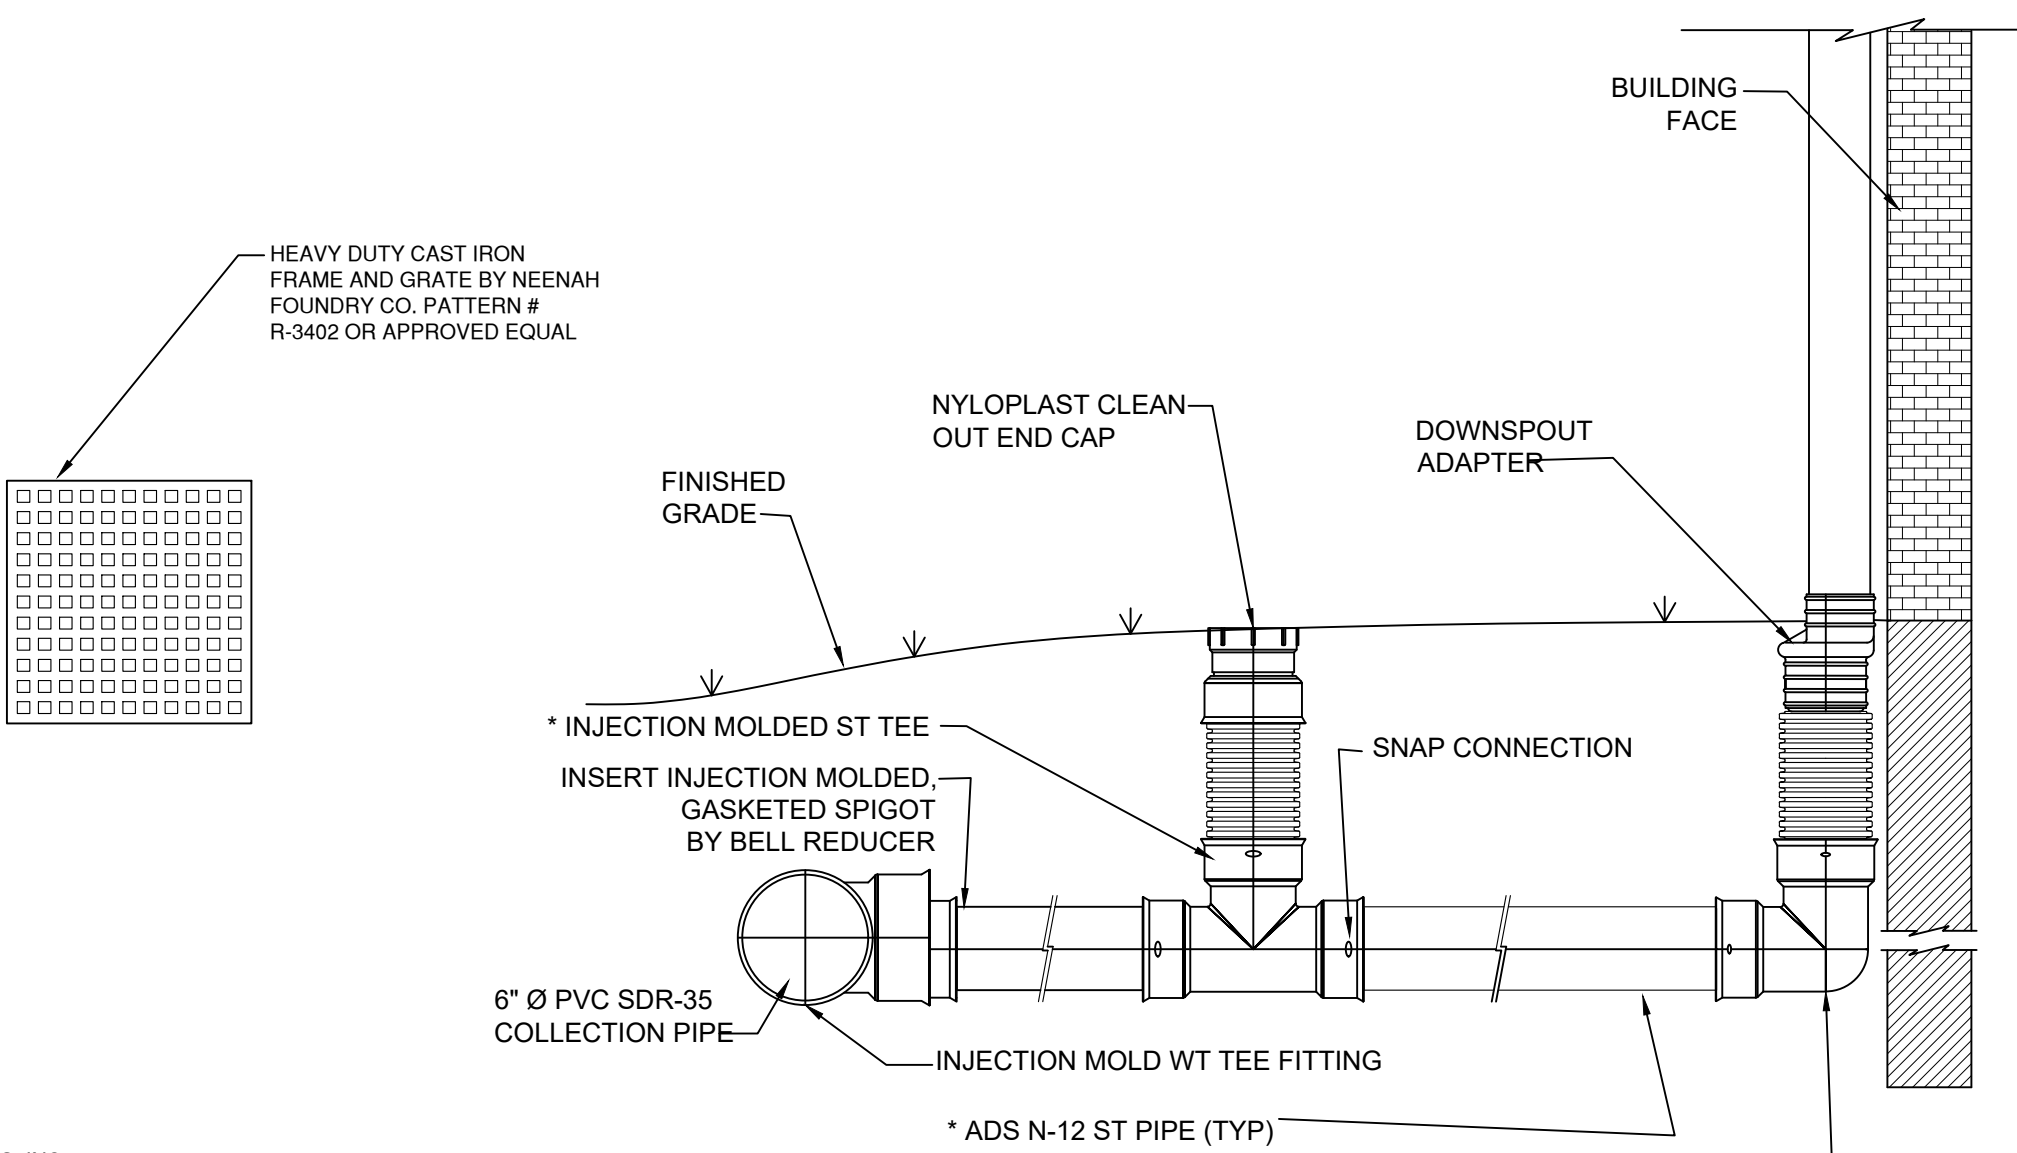 BUILDING
FACE
HEAVY DUTY CAST IRON
FRAME AND GRATE BY NEENAH
FOUNDRY CO. PATTERN #
R-3402 OR APPROVED EQUAL
NYLOPLAST CLEAN
OUT END CAP
DOWNSPOUT
ADAPTER
FINISHED
GRADE
* INJECTION MOLDED ST TEE
SNAP CONNECTION
INSERT INJECTION MOLDED,
GASKETED SPIGOT
BY BELL REDUCER
6" Ø PVC SDR-35
COLLECTION PIPE
INJECTION MOLD WT TEE FITTING
* ADS N-12 ST PIPE (TYP)